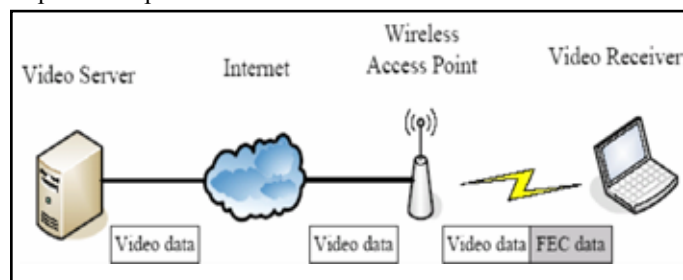 Wireless
Video Server Internet Access Point Video Receiver
Video data Video data Video data FEC data